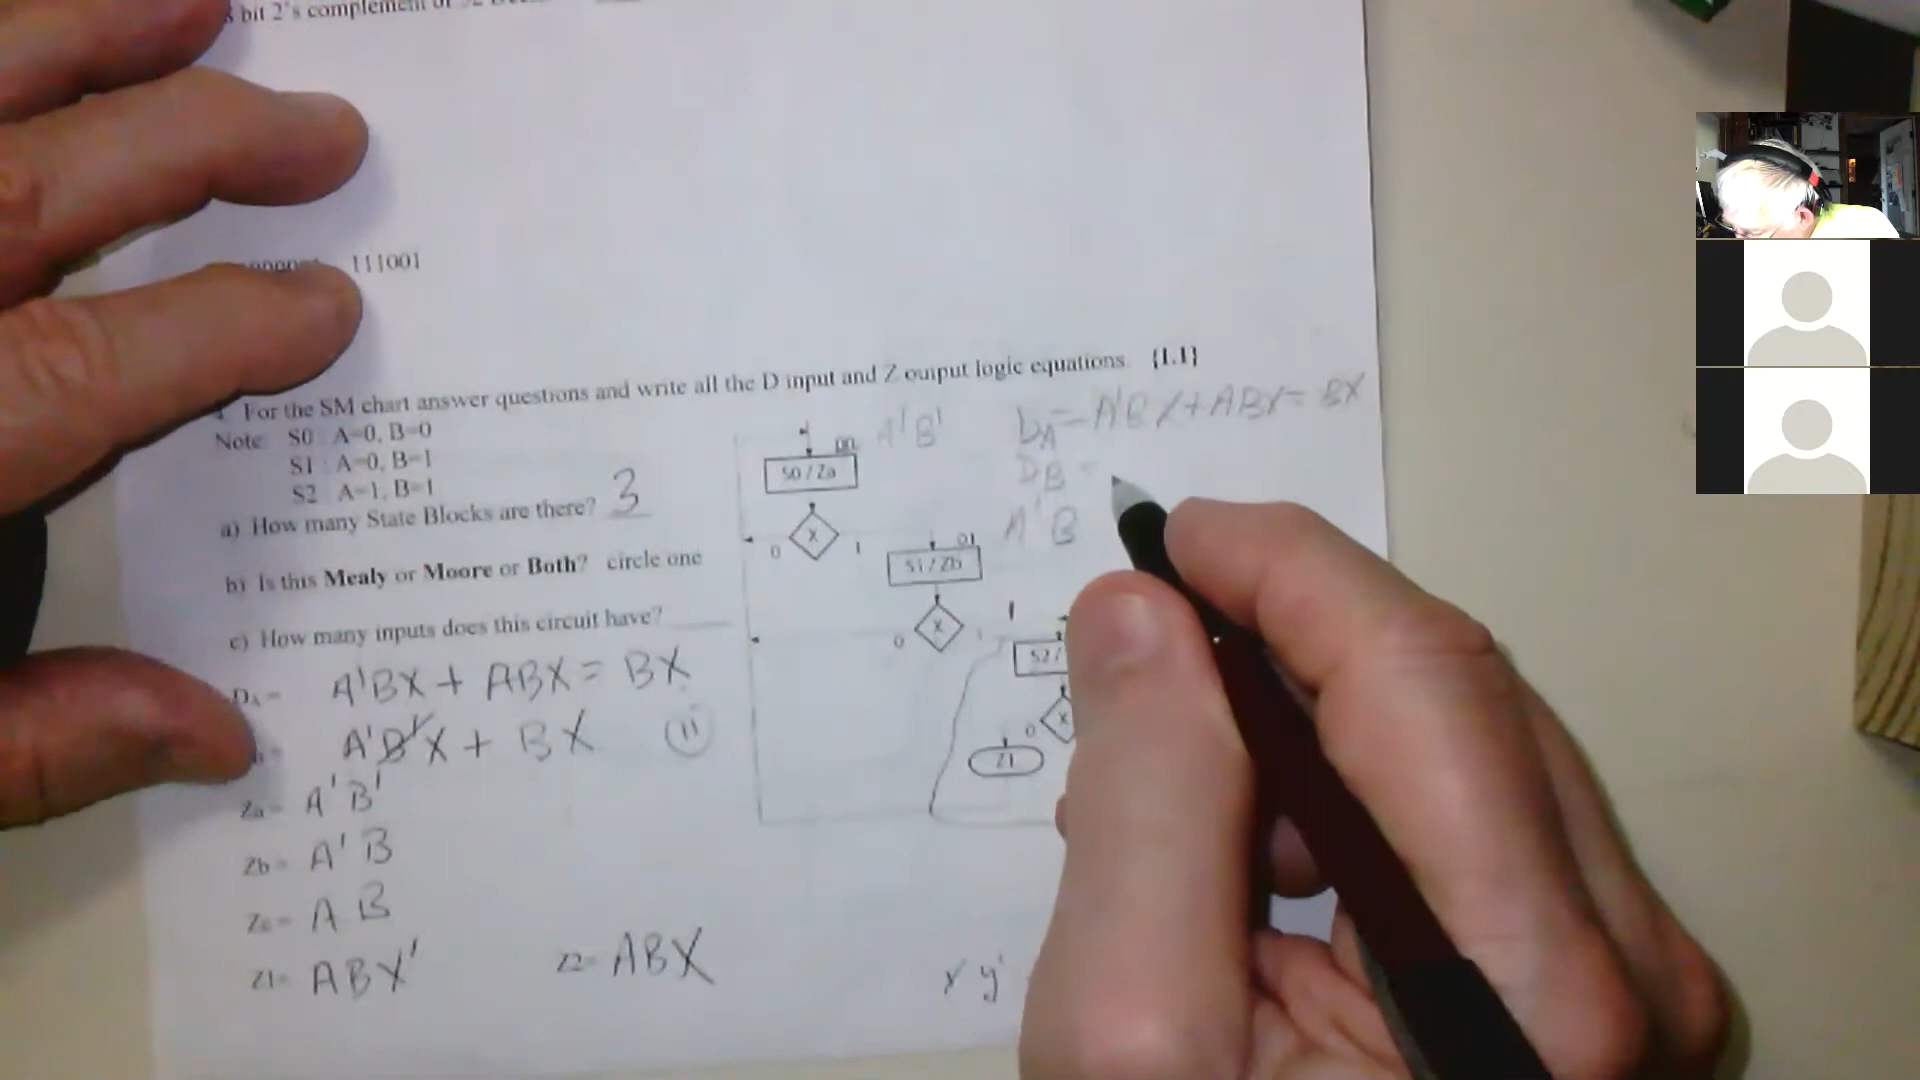 8 bit 2's complement of
111001
For the SM chart answer questions and write all the D input and Z output logic equations. {1.1}
Note: S0 : A=0, B=0
S1 : A=0, B=1
S2 A=1, B=1
a) How many State Blocks are there? 3
b) Is this Mealy or Moore or Both? circle one
c) How many inputs does this circuit have?
DA = A'BX + ABX = BX
A'B'X + BX 11
Za = A'B'
Zb = A'B
Zc = AB
Z1 = ABX'
Z2 = ABX
x y'
00 A'B'
S0 / Za
X
0 1
01 A'B
S1 / Zb
X
0 1
1
S2 /
X
0
Z1
DA = A'BX + ABX = BX
DB =